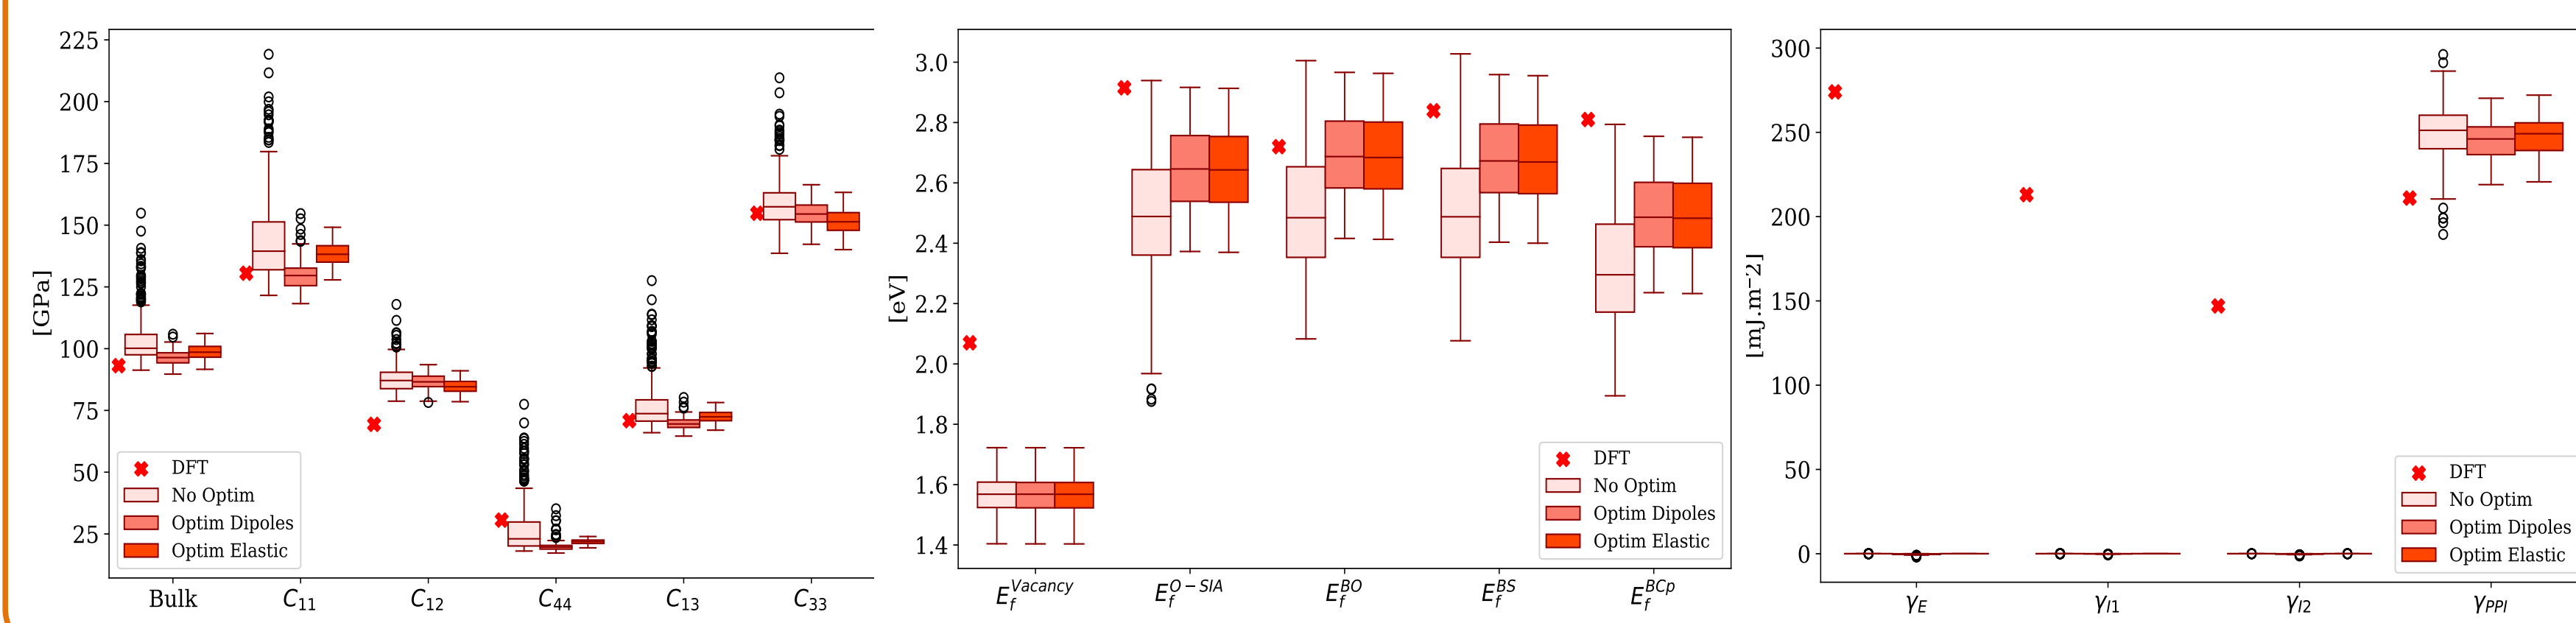 225
200
175
150
125
100
75
50
25
[GPa]
Bulk
C11
C12
C44
C13
C33
DFT
No Optim
Optim Dipoles
Optim Elastic
3.0
2.8
2.6
2.4
2.2
2.0
1.8
1.6
1.4
[eV]
E_f^Vacancy
E_f^O−SIA
E_f^BO
E_f^BS
E_f^BCp
DFT
No Optim
Optim Dipoles
Optim Elastic
300
250
200
150
100
50
0
[mJ.m−2]
γE
γI1
γI2
γPPI
DFT
No Optim
Optim Dipoles
Optim Elastic